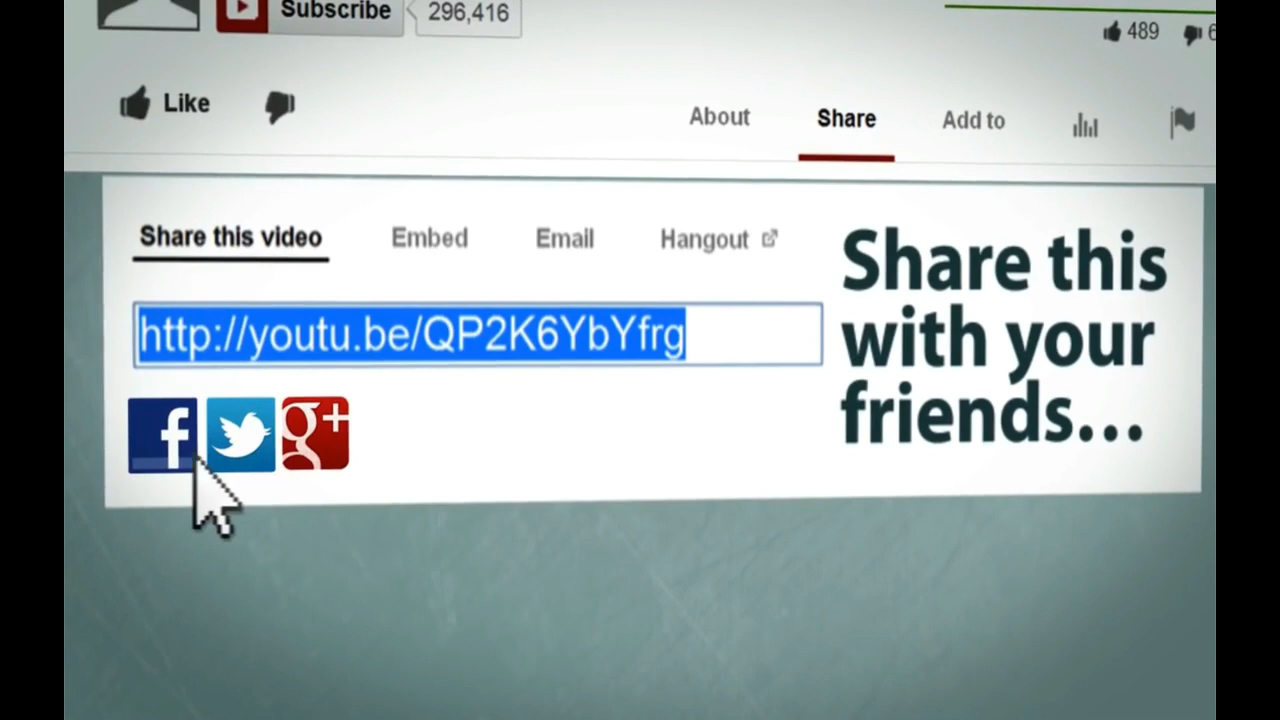 Subscribe 296,416
489 6
Like
About Share Add to
Share this video Embed Email Hangout
http://youtu.be/QP2K6YbYfrg
f g+
Share this
with your
friends...